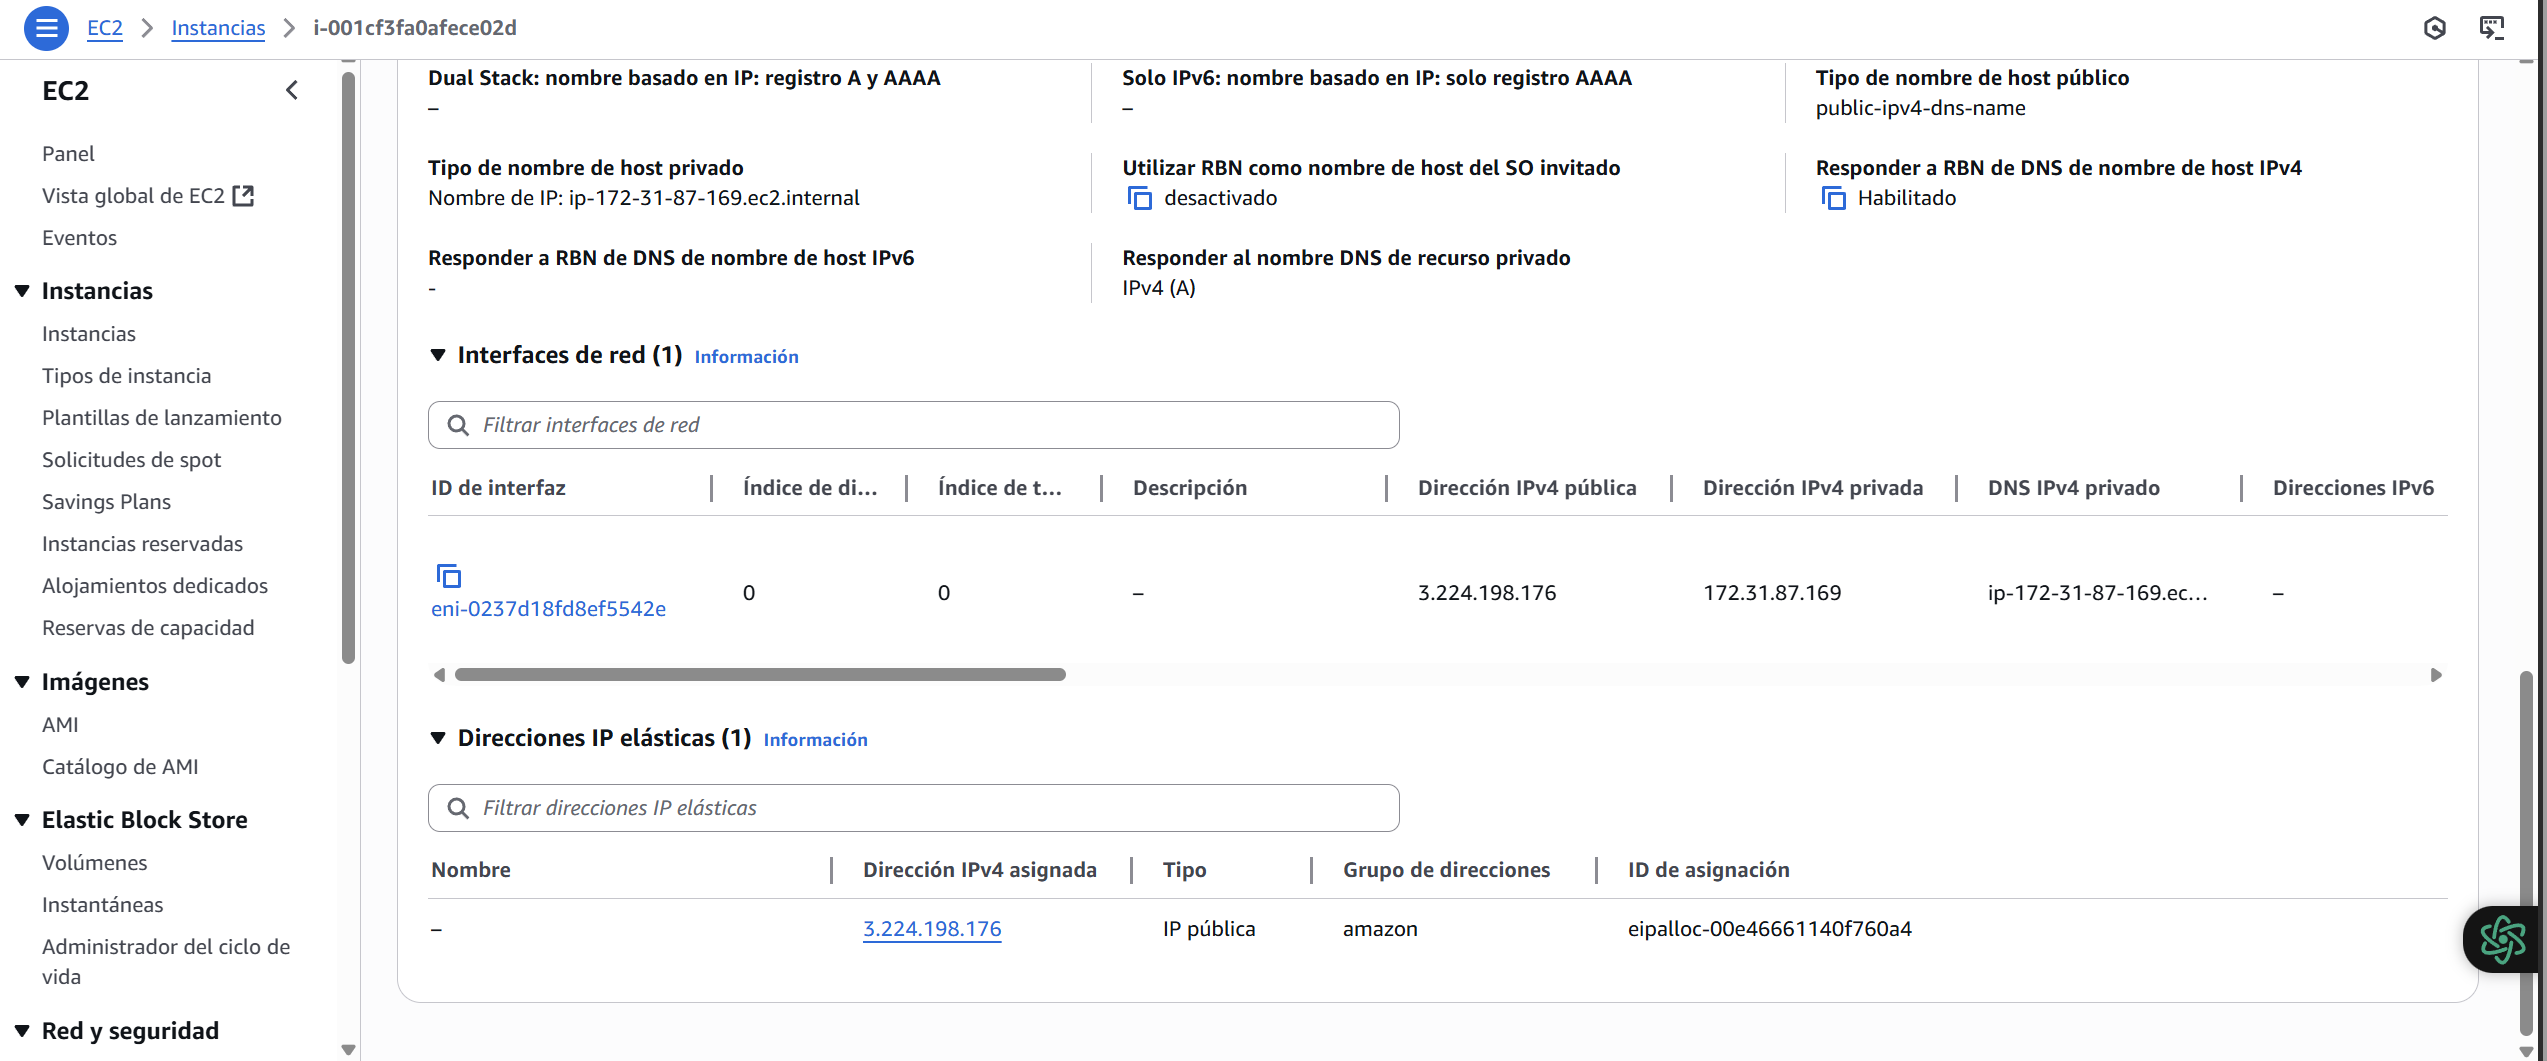 EC2
Instancias
i-001cf3fa0afece02d
EC2
Panel
Vista global de EC2
Eventos
Instancias
Instancias
Tipos de instancia
Plantillas de lanzamiento
Solicitudes de spot
Savings Plans
Instancias reservadas
Alojamientos dedicados
Reservas de capacidad
Imágenes
AMI
Catálogo de AMI
Elastic Block Store
Volúmenes
Instantáneas
Administrador del ciclo de
vida
Red y seguridad
Dual Stack: nombre basado en IP: registro A y AAAA
–
Solo IPv6: nombre basado en IP: solo registro AAAA
–
Tipo de nombre de host público
public-ipv4-dns-name
Tipo de nombre de host privado
Nombre de IP: ip-172-31-87-169.ec2.internal
Utilizar RBN como nombre de host del SO invitado
desactivado
Responder a RBN de DNS de nombre de host IPv4
Habilitado
Responder a RBN de DNS de nombre de host IPv6
-
Responder al nombre DNS de recurso privado
IPv4 (A)
Interfaces de red (1) Información
Filtrar interfaces de red
ID de interfaz Índice de di... Índice de t... Descripción Dirección IPv4 pública Dirección IPv4 privada DNS IPv4 privado Direcciones IPv6
eni-0237d18fd8ef5542e 0 0 – 3.224.198.176 172.31.87.169 ip-172-31-87-169.ec... –
Direcciones IP elásticas (1) Información
Filtrar direcciones IP elásticas
Nombre Dirección IPv4 asignada Tipo Grupo de direcciones ID de asignación
– 3.224.198.176 IP pública amazon eipalloc-00e46661140f760a4